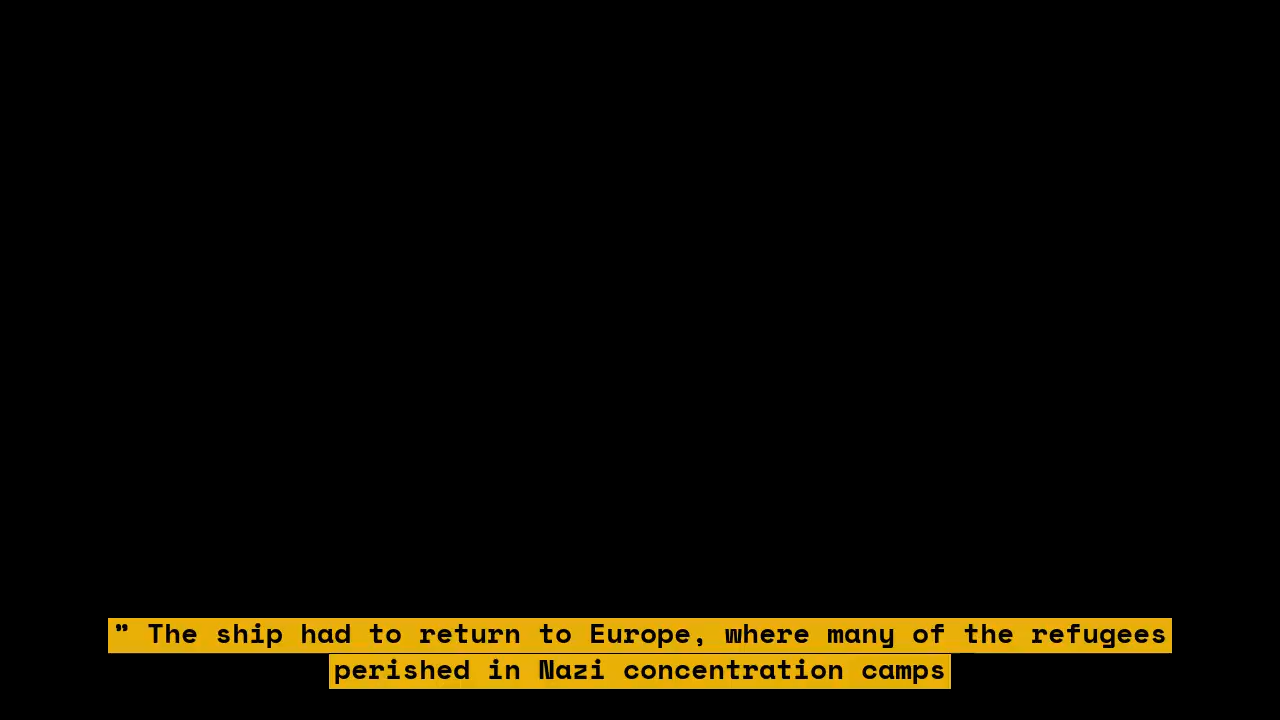 ” The ship had to return to Europe, where many of the refugees
perished in Nazi concentration camps